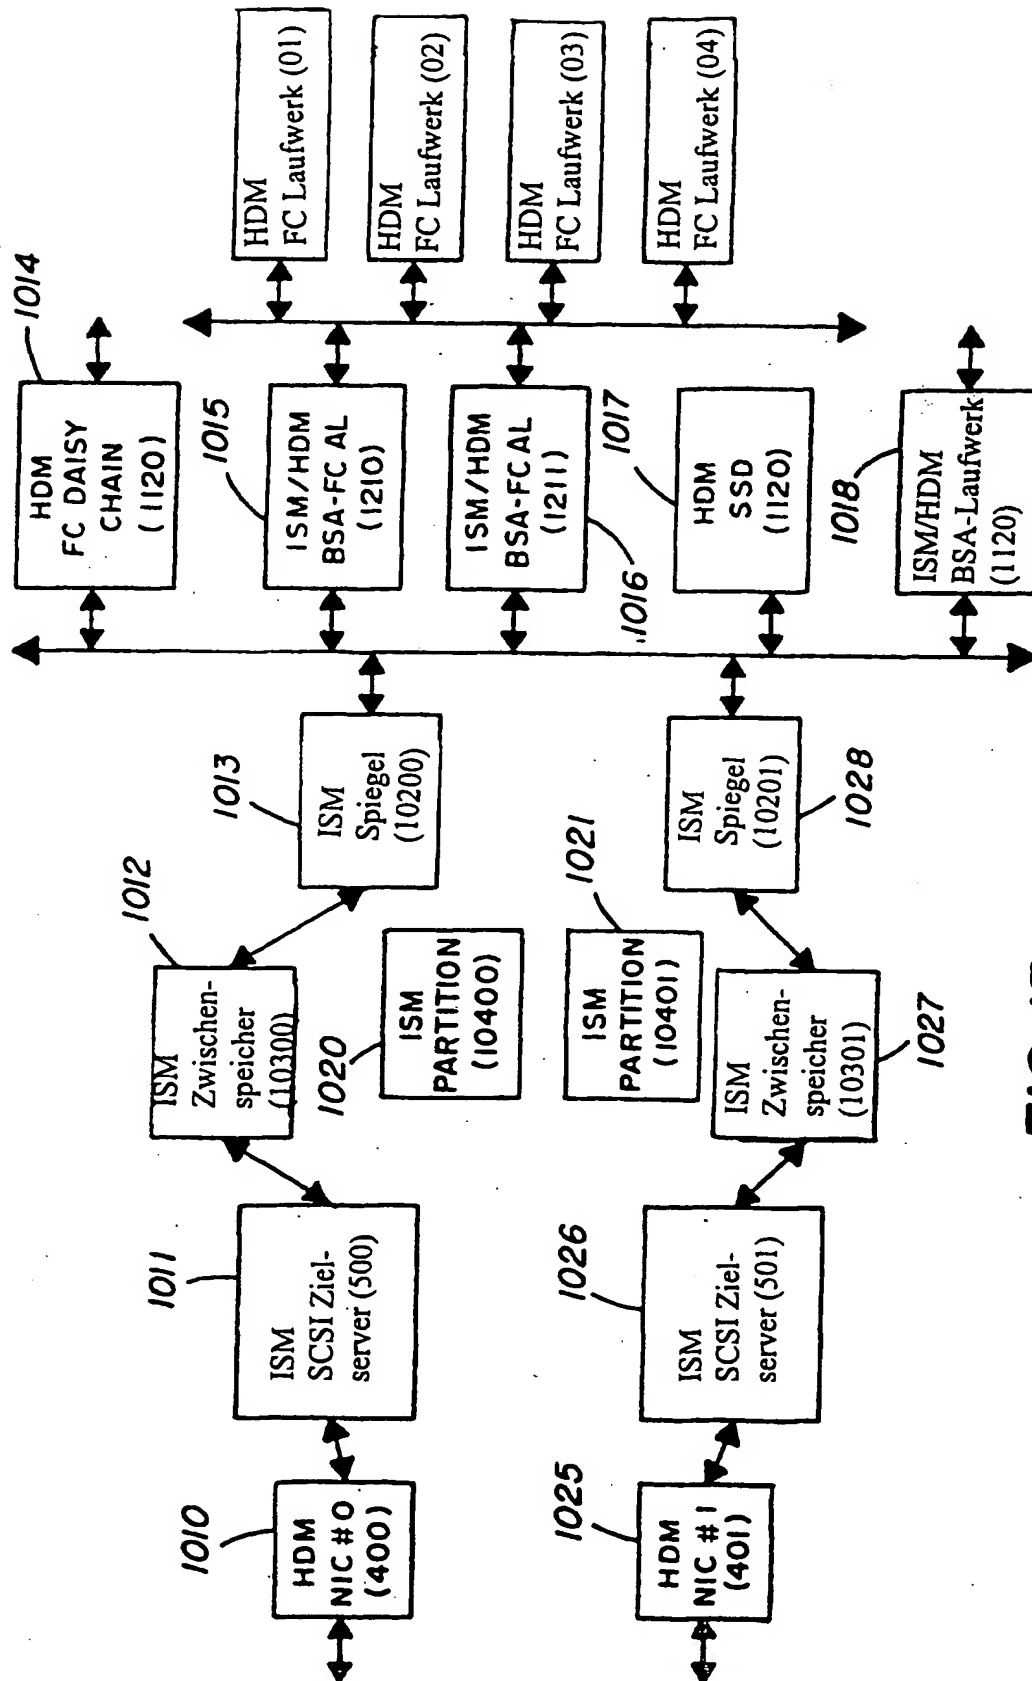 1010
HDM
NIC #0
(400)
1011
ISM
SCSI Ziel-
server (500)
1012
ISM
Zwischen-
speicher
(10300)
1013
ISM
Spiegel
(10200)
1014
HDM
FC DAISY
CHAIN
(1120)
1015
ISM/HDM
BSA-FC AL
(1210)
ISM/HDM
BSA-FC AL
(1211)
1016
1017
HDM
SSD
(1120)
1018
ISM/HDM
BSA-Laufwerk
(1120)
HDM
FC Laufwerk (01)
HDM
FC Laufwerk (02)
HDM
FC Laufwerk (03)
HDM
FC Laufwerk (04)
1020
ISM
PARTITION
(10400)
1021
ISM
PARTITION
(10401)
1025
HDM
NIC #1
(401)
1026
ISM
SCSI Ziel-
server (501)
ISM
Zwischen-
speicher
(10301)
1027
ISM
Spiegel
(10201)
1028